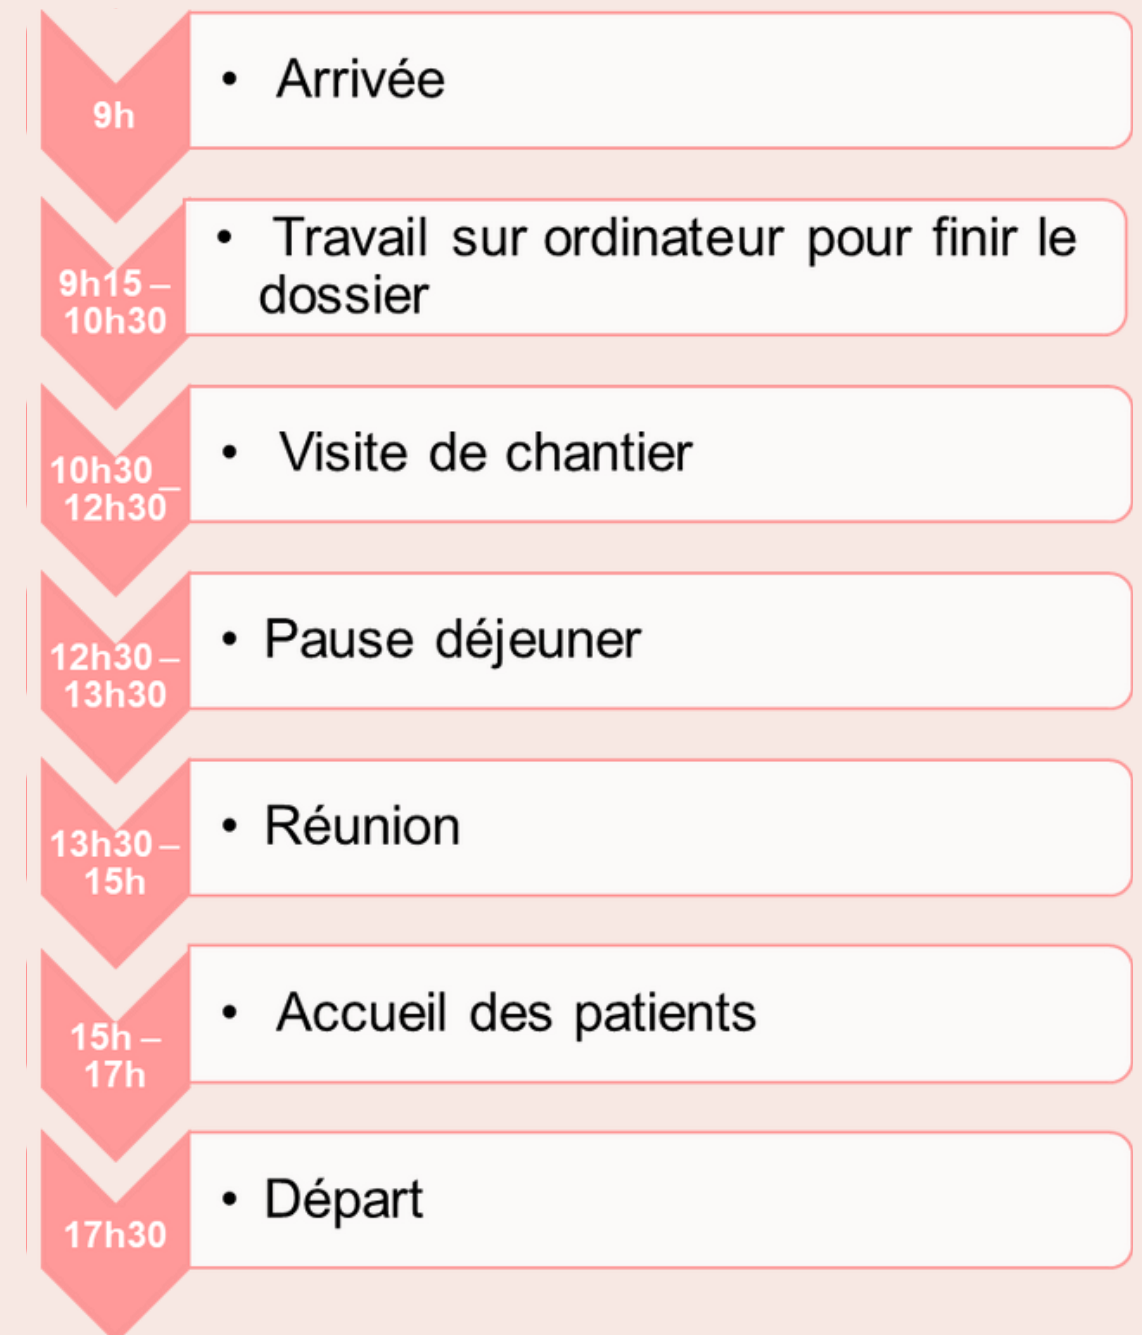 9h
• Arrivée
9h15 –
10h30
• Travail sur ordinateur pour finir le
dossier
10h30 –
12h30
• Visite de chantier
12h30 –
13h30
• Pause déjeuner
13h30 –
15h
• Réunion
15h –
17h
• Accueil des patients
17h30
• Départ